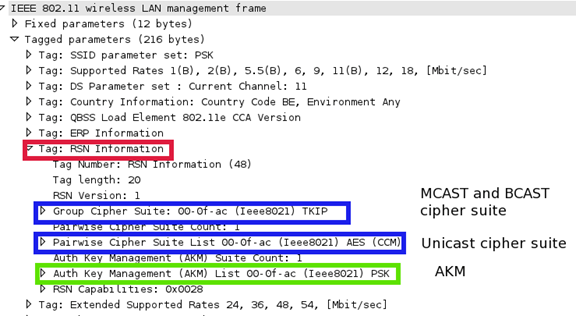 IEEE 802.11 wireless LAN management frame
Fixed parameters (12 bytes)
Tagged parameters (216 bytes)
Tag: SSID parameter set: PSK
Tag: Supported Rates 1(B), 2(B), 5.5(B), 6, 9, 11(B), 12, 18, [Mbit/sec]
Tag: DS Parameter set : Current Channel: 11
Tag: Country Information: Country Code BE, Environment Any
Tag: QBSS Load Element 802.11e CCA Version
Tag: ERP Information
Tag: RSN Information
Tag Number: RSN Information (48)
Tag length: 20
RSN Version: 1
Group Cipher Suite: 00-0f-ac (Ieee8021) TKIP
Pairwise Cipher Suite Count: 1
Pairwise Cipher Suite List 00-0f-ac (Ieee8021) AES (CCM)
Auth Key Management (AKM) Suite Count: 1
Auth Key Management (AKM) List 00-0f-ac (Ieee8021) PSK
RSN Capabilities: 0x0028
Tag: Extended Supported Rates 24, 36, 48, 54, [Mbit/sec]
MCAST and BCAST
cipher suite
Unicast cipher suite
AKM